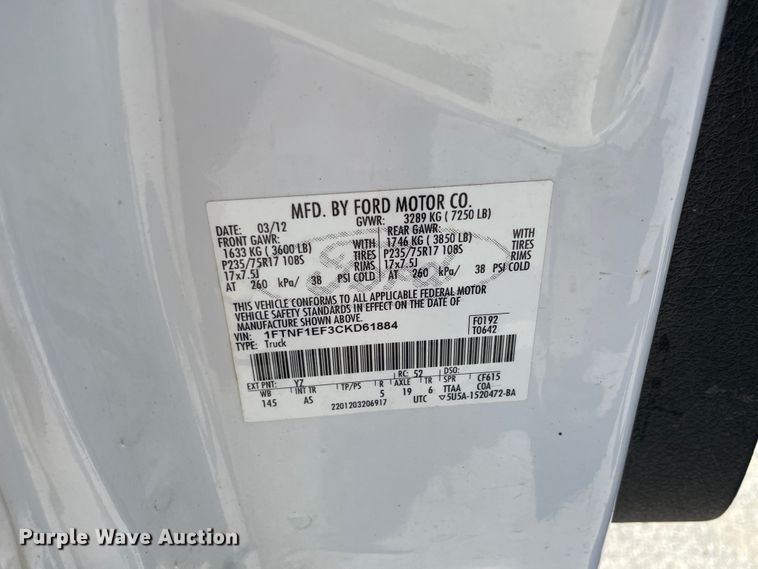 MFD. BY FORD MOTOR CO.
DATE: 03/12 GVWR: 3289 KG ( 7250 LB)
FRONT GAWR: REAR GAWR:
1633 KG ( 3600 LB) WITH 1746 KG ( 3850 LB) WITH
P235/75R17 108S TIRES P235/75R17 108S TIRES
17x7.5J RIMS 17x7.5J RIMS
AT 260 kPa/ 38 PSI COLD AT 260 kPa/ 38 PSI COLD
Ford
THIS VEHICLE CONFORMS TO ALL APPLICABLE FEDERAL MOTOR
VEHICLE SAFETY STANDARDS IN EFFECT ON THE DATE OF
MANUFACTURE SHOWN ABOVE.
VIN: 1FTNF1EF3CKD61884 F0192
TYPE: Truck T0642
EXT PNT: YZ RC: 52 DSO:
WB INT TR TP/PS R AXLE TR SPR CF615
145 AS 5 19 6 TTAA COA
2201203206917 UTC ▽5U5A-1520472-BA
Purple Wave Auction